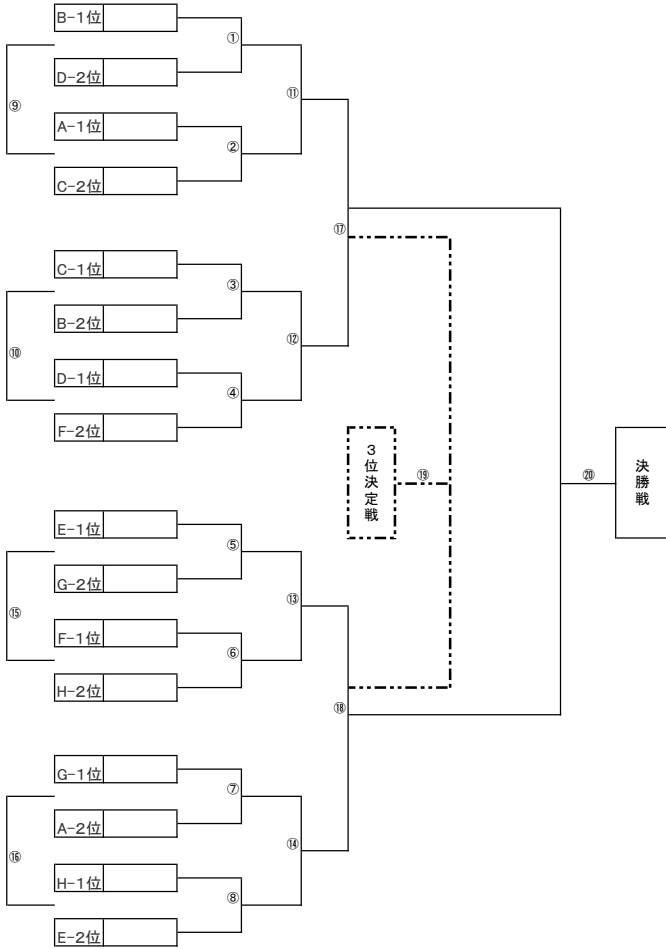 B-1位
①
D-2位
⑪
⑨
A-1位
②
C-2位
⑰
C-1位
③
B-2位
⑫
⑩
D-1位
④
F-2位
3位決定戦
⑲
⑳
決勝戦
E-1位
⑤
G-2位
⑬
⑮
F-1位
⑥
H-2位
⑱
G-1位
⑦
A-2位
⑭
⑯
H-1位
⑧
E-2位